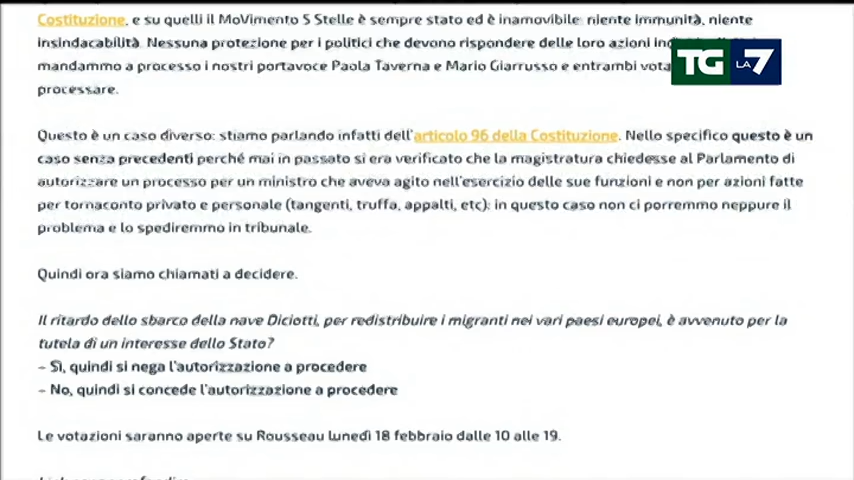 Costituzione, e su quelli il MoVimento 5 Stelle è sempre stato ed è inamovibile: niente immunità, niente
insindacabilità. Nessuna protezione per i politici che devono rispondere delle loro azioni
mandammo a processo i nostri portavoce Paola Taverna e Mario Giarrusso e entrambi
processare.
TG LA 7
Questo è un caso diverso: stiamo parlando infatti dell'articolo 96 della Costituzione. Nello specifico questo è un
caso senza precedenti perché mai in passato si era verificato che la magistratura chiedesse al Parlamento di
autorizzare un processo per un ministro che aveva agito nell'esercizio delle sue funzioni e non per azioni fatte
per tornaconto privato e personale (tangenti, truffa, appalti, etc): in questo caso non ci porremmo neppure il
problema e lo spediremmo in tribunale.
Quindi ora siamo chiamati a decidere.
Il ritardo dello sbarco della nave Diciotti, per redistribuire i migranti nei vari paesi europei, è avvenuto per la
tutela di un interesse dello Stato?
– Sì, quindi si nega l'autorizzazione a procedere
– No, quindi si concede l'autorizzazione a procedere
Le votazioni saranno aperte su Rousseau lunedì 18 febbraio dalle 10 alle 19.